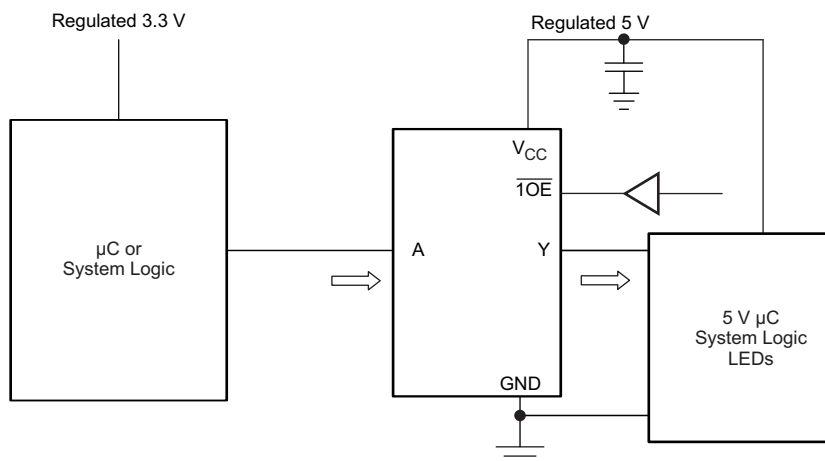 Regulated 3.3 V
Regulated 5 V
V_CC
1OE
µC or
System Logic
A
Y
5 V µC
System Logic
LEDs
GND